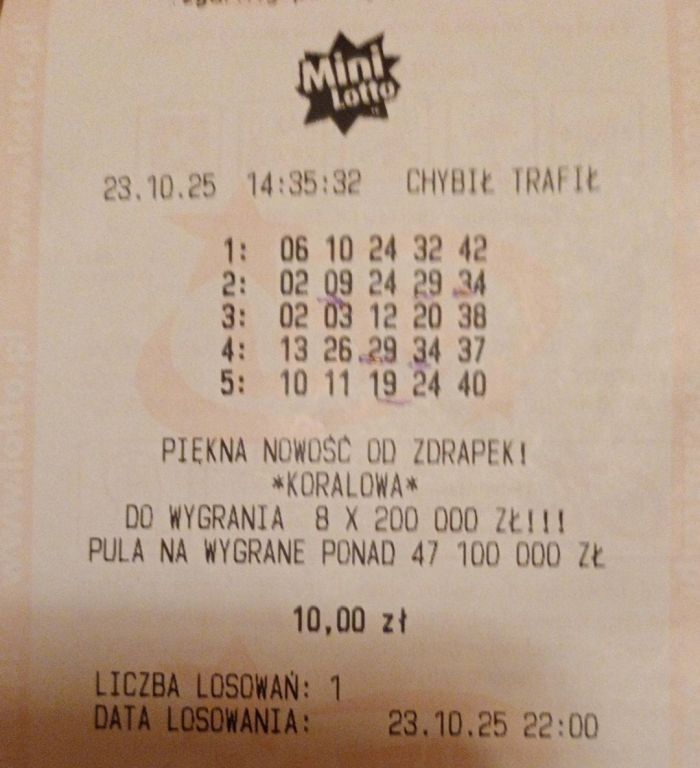 Mini
Lotto
23.10.25 14:35:32 CHYBIŁ TRAFIŁ
1: 06 10 24 32 42
2: 02 09 24 29 34
3: 02 03 12 20 38
4: 13 26 29 34 37
5: 10 11 19 24 40
PIĘKNA NOWOŚĆ OD ZDRAPEK!
*KORALOWA*
DO WYGRANIA 8 X 200 000 ZŁ!!!
PULA NA WYGRANE PONAD 47 100 000 ZŁ
10,00 zł
LICZBA LOSOWAŃ: 1
DATA LOSOWANIA: 23.10.25 22:00